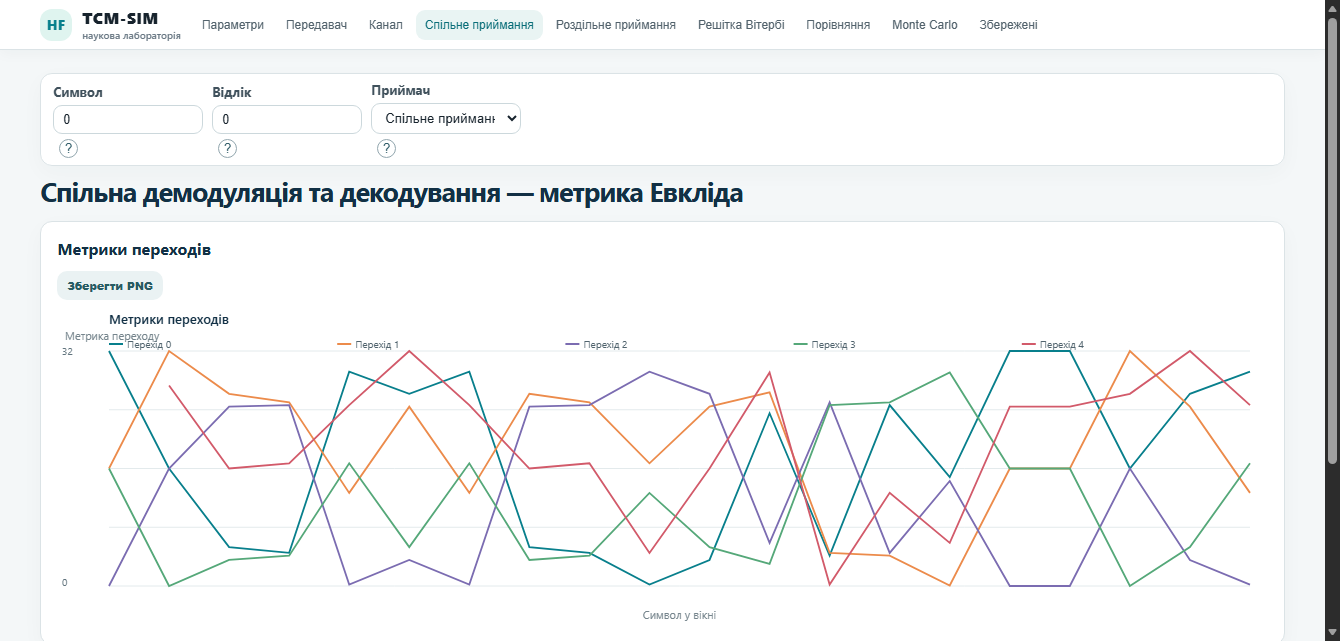 HF
TCM-SIM
наукова лабораторія
Параметри
Передавач
Канал
Спільне приймання
Роздільне приймання
Решітка Вітербі
Порівняння
Monte Carlo
Збережені
Символ
Відлік
Приймач
0
0
Спільне прийманн
?
?
?
Спільна демодуляція та декодування — метрика Евкліда
Метрики переходів
Зберегти PNG
Метрики переходів
Метрика переходу
Перехід 0
Перехід 1
Перехід 2
Перехід 3
Перехід 4
32
0
Символ у вікні